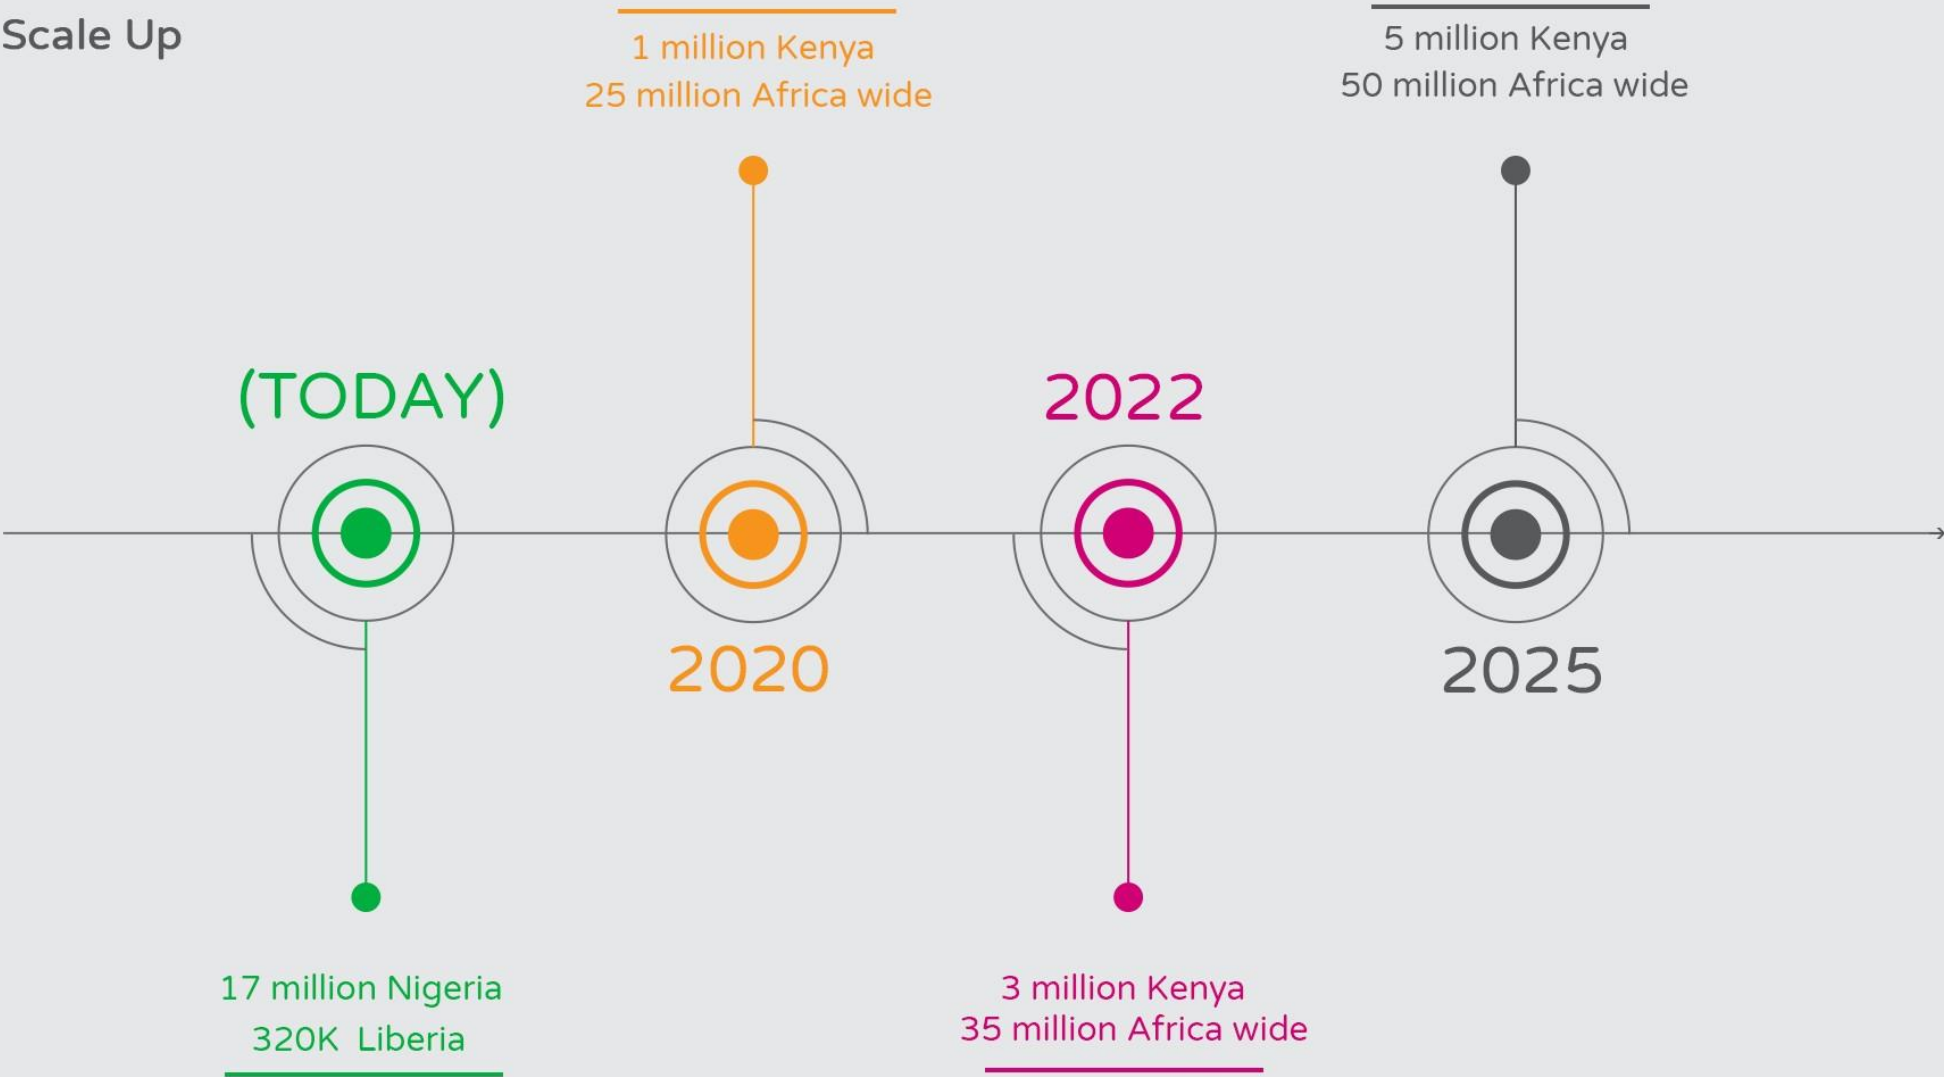 Scale Up
1 million Kenya
25 million Africa wide
5 million Kenya
50 million Africa wide
(TODAY)
2022
2020
2025
17 million Nigeria
320K Liberia
3 million Kenya
35 million Africa wide